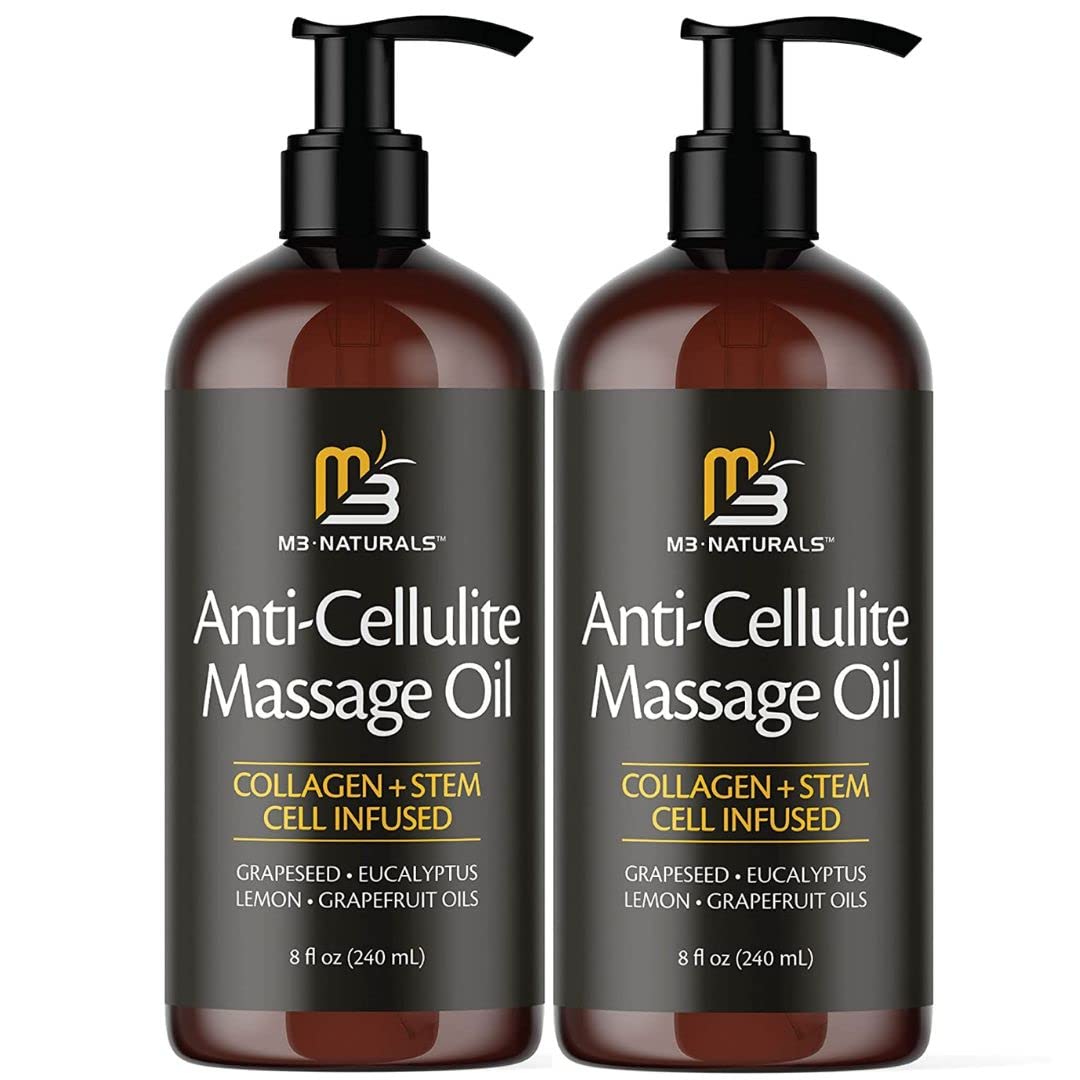 M3
M3·NATURALS™
Anti-Cellulite
Massage Oil
COLLAGEN + STEM
CELL INFUSED
GRAPESEED • EUCALYPTUS
LEMON • GRAPEFRUIT OILS
8 fl oz (240 mL)
M3
M3·NATURALS™
Anti-Cellulite
Massage Oil
COLLAGEN + STEM
CELL INFUSED
GRAPESEED • EUCALYPTUS
LEMON • GRAPEFRUIT OILS
8 fl oz (240 mL)